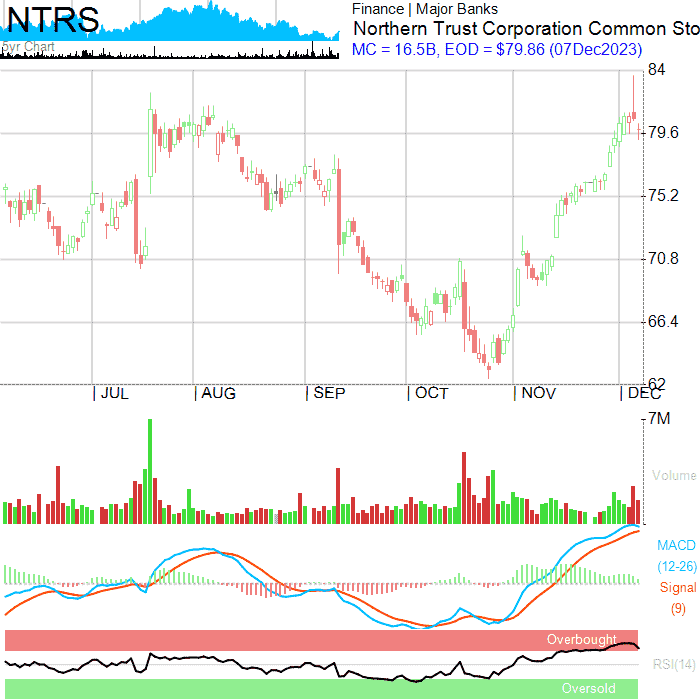 NTRS
5yr Chart
Finance | Major Banks
Northern Trust Corporation Common Sto
MC = 16.5B, EOD = $79.86 (07Dec2023)
84
79.6
75.2
70.8
66.4
62
JUL
AUG
SEP
OCT
NOV
DEC
7M
Volume
MACD
(12-26)
Signal
(9)
Overbought
RSI(14)
Oversold